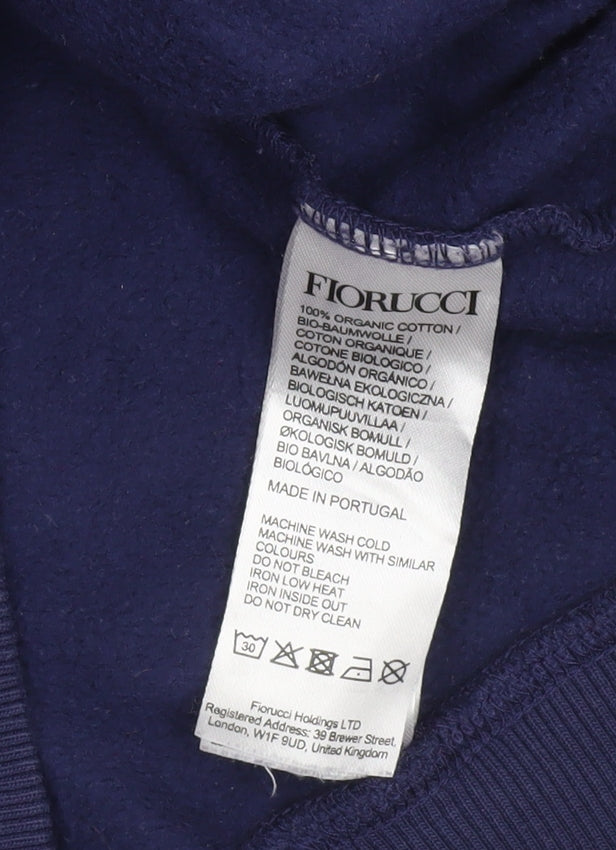 FIORUCCI
100% ORGANIC COTTON /
BIO-BAUMWOLLE /
COTON ORGANIQUE /
COTONE BIOLOGICO /
ALGODÓN ORGÁNICO /
BAWEŁNA EKOLOGICZNA /
BIOLOGISCH KATOEN /
LUOMUPUUVILLAA /
ORGANISK BOMULL /
ØKOLOGISK BOMULD /
BIO BAVLNA / ALGODÃO
BIOLÓGICO
MADE IN PORTUGAL
MACHINE WASH COLD
MACHINE WASH WITH SIMILAR
COLOURS
DO NOT BLEACH
IRON LOW HEAT
IRON INSIDE OUT
DO NOT DRY CLEAN
30
Fiorucci Holdings LTD
Registered Address: 39 Brewer Street,
London, W1F 9UD, United Kingdom